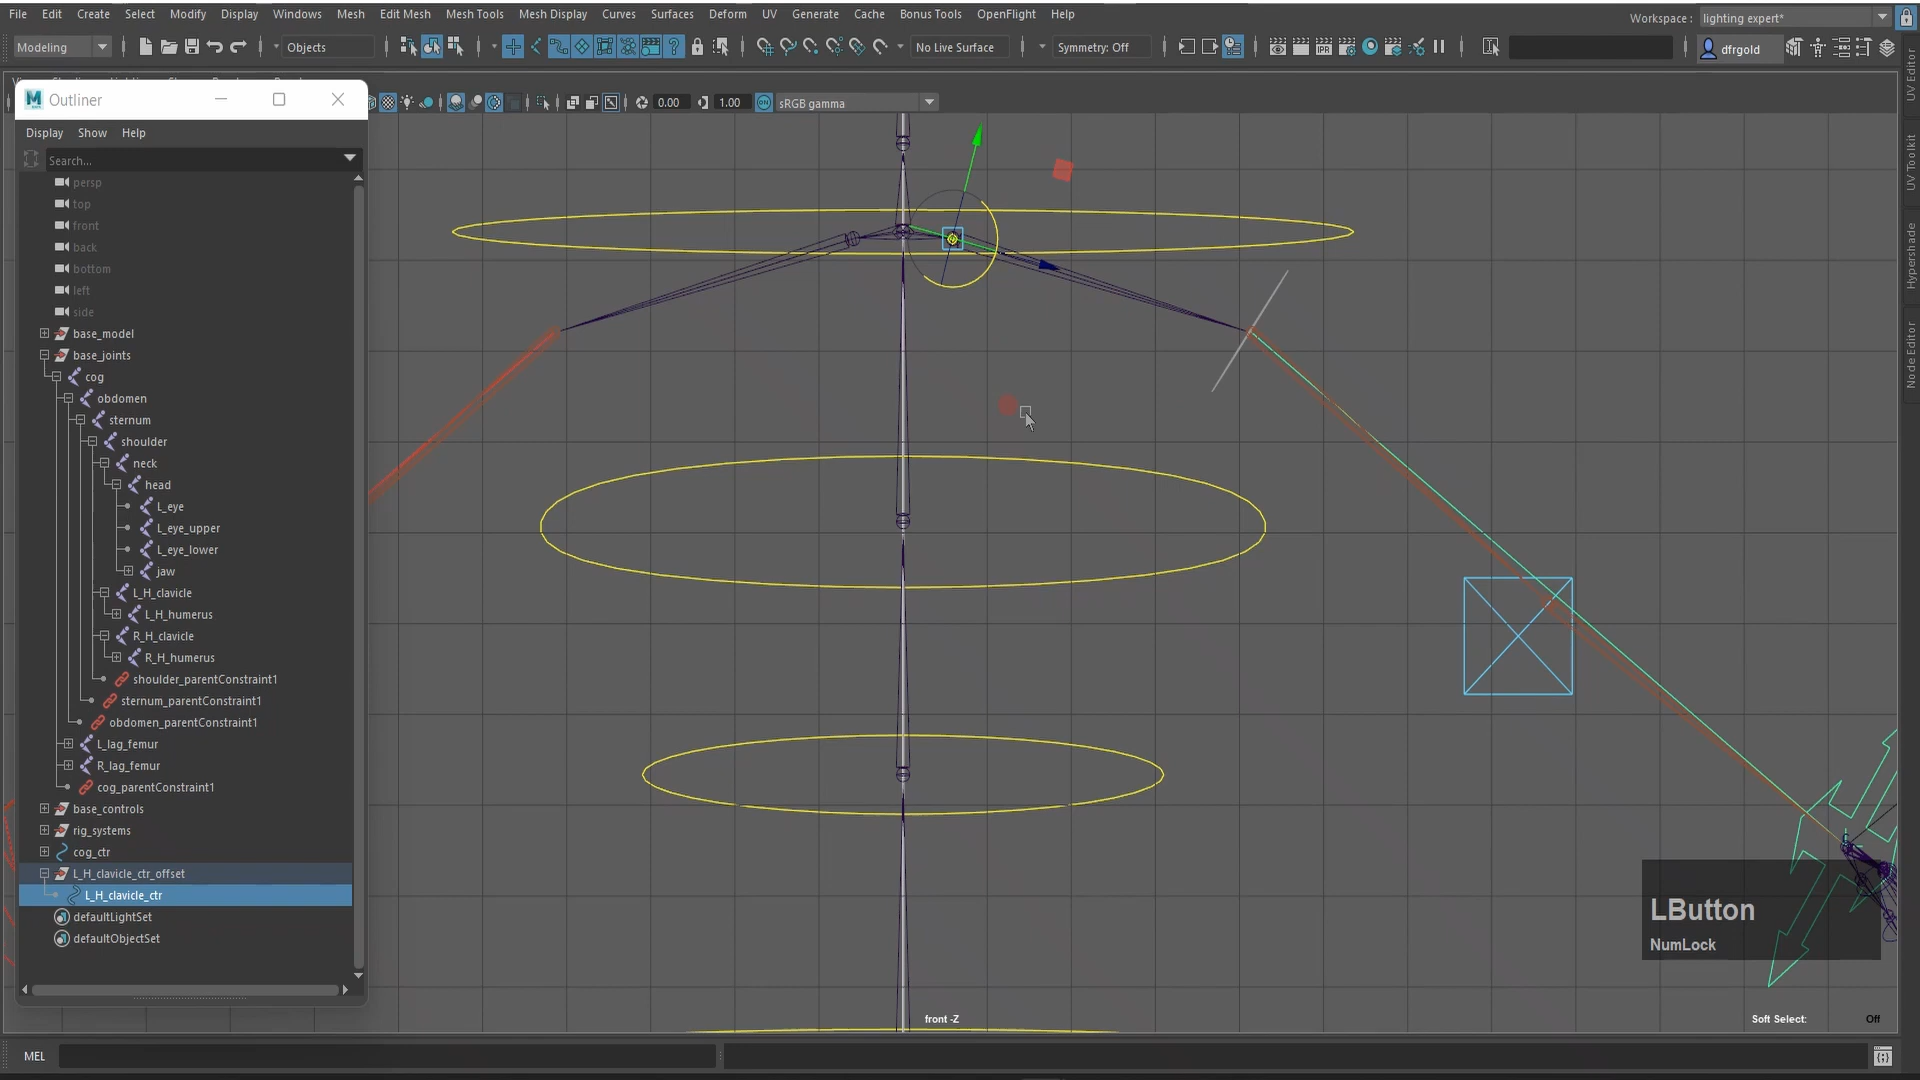 File Edit Create Select Modify Display Windows Mesh Edit Mesh Mesh Tools Mesh Display Curves Surfaces Deform UV Generate Cache Bonus Tools OpenFlight Help
Workspace : lighting expert*
Modeling
Objects
No Live Surface
Symmetry: Off
dfrgold
Outliner
0.00
1.00
ON
sRGB gamma
Display Show Help
Search...
persp
top
front
back
bottom
left
side
base_model
base_joints
cog
obdomen
sternum
shoulder
neck
head
L_eye
L_eye_upper
L_eye_lower
jaw
L_H_clavicle
L_H_humerus
R_H_clavicle
R_H_humerus
shoulder_parentConstraint1
sternum_parentConstraint1
obdomen_parentConstraint1
L_lag_femur
R_lag_femur
cog_parentConstraint1
base_controls
rig_systems
cog_ctr
L_H_clavicle_ctr_offset
L_H_clavicle_ctr
defaultLightSet
defaultObjectSet
UV Editor
UV Toolkit
Hypershade
Node Editor
LButton
NumLock
front -Z
Soft Select: Off
MEL